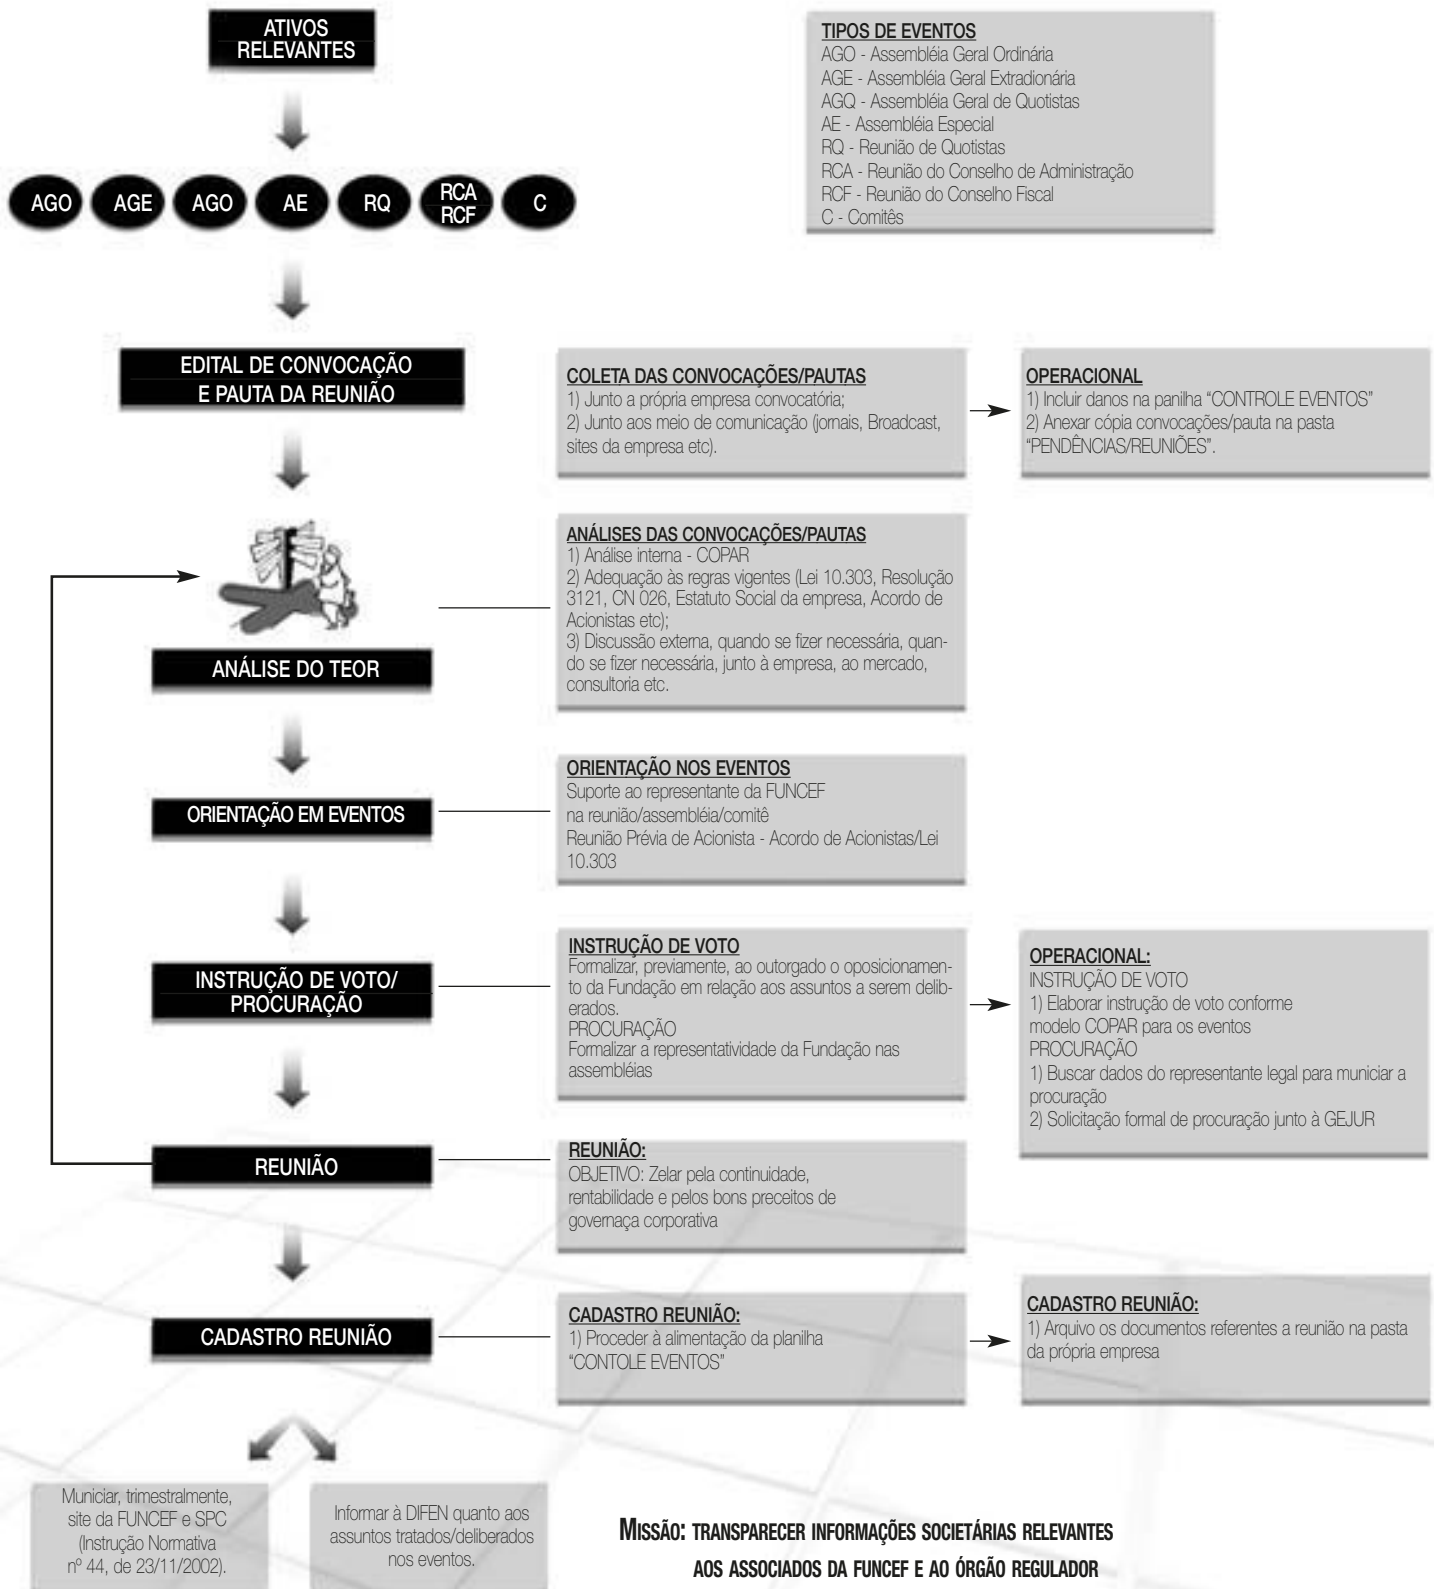 ATIVOS
RELEVANTES
TIPOS DE EVENTOS
AGO - Assembléia Geral Ordinária
AGE - Assembléia Geral Extradionária
AGQ - Assembléia Geral de Quotistas
AE - Assembléia Especial
RQ - Reunião de Quotistas
RCA - Reunião do Conselho de Administração
RCF - Reunião do Conselho Fiscal
C - Comitês
AGO
AGE
AGO
AE
RQ
RCA
RCF
C
EDITAL DE CONVOCAÇÃO
E PAUTA DA REUNIÃO
COLETA DAS CONVOCAÇÕES/PAUTAS
1) Junto a própria empresa convocatória;
2) Junto aos meio de comunicação (jornais, Broadcast,
sites da empresa etc).
OPERACIONAL
1) Incluir danos na panilha “CONTROLE EVENTOS”
2) Anexar cópia convocações/pauta na pasta
“PENDÊNCIAS/REUNIÕES”.
ANÁLISE DO TEOR
ANÁLISES DAS CONVOCAÇÕES/PAUTAS
1) Análise interna - COPAR
2) Adequação às regras vigentes (Lei 10.303, Resolução
3121, CN 026, Estatuto Social da empresa, Acordo de
Acionistas etc);
3) Discussão externa, quando se fizer necessária, quan-
do se fizer necessária, junto à empresa, ao mercado,
consultoria etc.
ORIENTAÇÃO EM EVENTOS
ORIENTAÇÃO NOS EVENTOS
Suporte ao representante da FUNCEF
na reunião/assembléia/comitê
Reunião Prévia de Acionista - Acordo de Acionistas/Lei
10.303
INSTRUÇÃO DE VOTO/
PROCURAÇÃO
INSTRUÇÃO DE VOTO
Formalizar, previamente, ao outorgado o oposicionamen-
to da Fundação em relação aos assuntos a serem delib-
erados.
PROCURAÇÃO
Formalizar a representatividade da Fundação nas
assembléias
OPERACIONAL:
INSTRUÇÃO DE VOTO
1) Elaborar instrução de voto conforme
modelo COPAR para os eventos
PROCURAÇÃO
1) Buscar dados do representante legal para municiar a
procuração
2) Solicitação formal de procuração junto à GEJUR
REUNIÃO
REUNIÃO:
OBJETIVO: Zelar pela continuidade,
rentabilidade e pelos bons preceitos de
governaça corporativa
CADASTRO REUNIÃO
CADASTRO REUNIÃO:
1) Proceder à alimentação da planilha
“CONTOLE EVENTOS”
CADASTRO REUNIÃO:
1) Arquivo os documentos referentes a reunião na pasta
da própria empresa
Municiar, trimestralmente,
site da FUNCEF e SPC
(Instrução Normativa
nº 44, de 23/11/2002).
Informar à DIFEN quanto aos
assuntos tratados/deliberados
nos eventos.
MISSÃO: TRANSPARECER INFORMAÇÕES SOCIETÁRIAS RELEVANTES
AOS ASSOCIADOS DA FUNCEF E AO ÓRGÃO REGULADOR